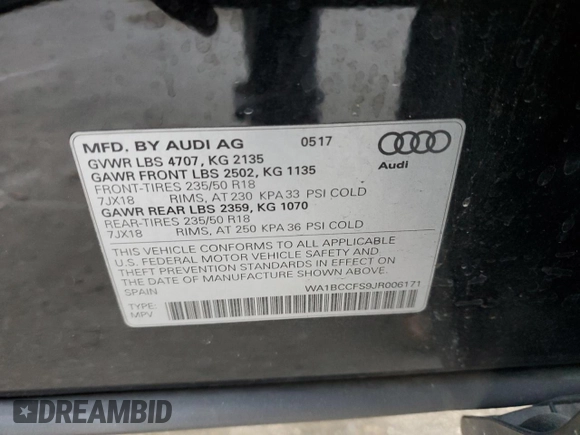 MFD. BY AUDI AG 0517
GVWR LBS 4707, KG 2135
GAWR FRONT LBS 2502, KG 1135
FRONT-TIRES 235/50 R18
7JX18 RIMS, AT 230 KPA 33 PSI COLD
GAWR REAR LBS 2359, KG 1070
REAR-TIRES 235/50 R18
7JX18 RIMS, AT 250 KPA 36 PSI COLD
Audi
THIS VEHICLE CONFORMS TO ALL APPLICABLE
U.S. FEDERAL MOTOR VEHICLE SAFETY AND
THEFT PREVENTION STANDARDS IN EFFECT ON
THE DATE OF MANUFACTURE SHOWN ABOVE.
SPAIN
WA1BCCFS9JR006171
TYPE:
MPV
DREAMBID